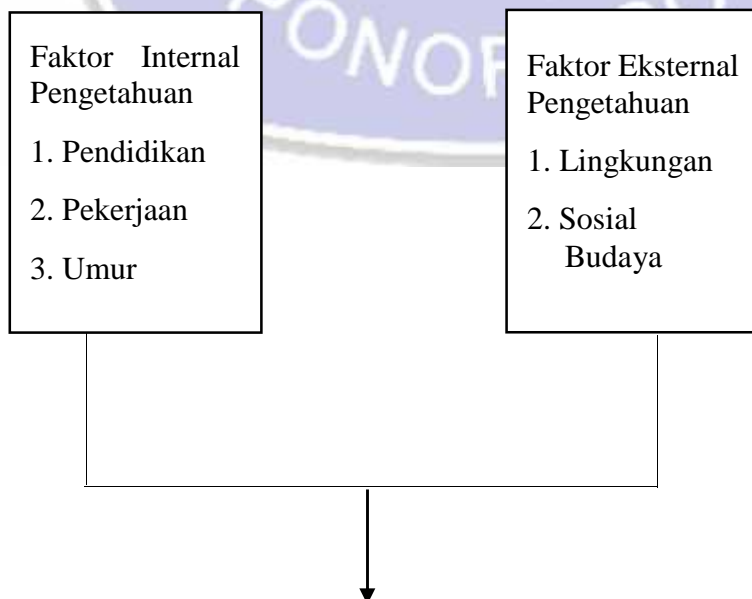 Faktor Internal
Pengetahuan
1. Pendidikan
2. Pekerjaan
3. Umur
Faktor Eksternal
Pengetahuan
1. Lingkungan
2. Sosial
Budaya